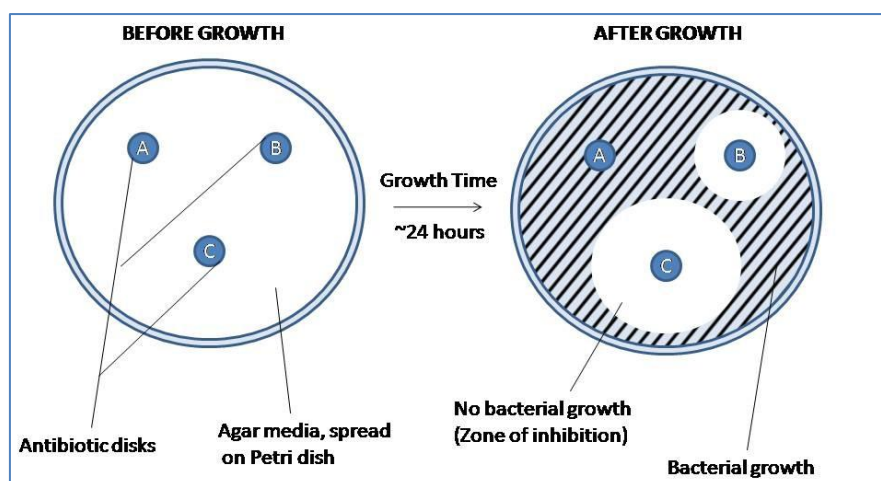 BEFORE GROWTH
AFTER GROWTH
A
B
C
Growth Time
~24 hours
A
B
C
Antibiotic disks
Agar media, spread
on Petri dish
No bacterial growth
(Zone of inhibition)
Bacterial growth